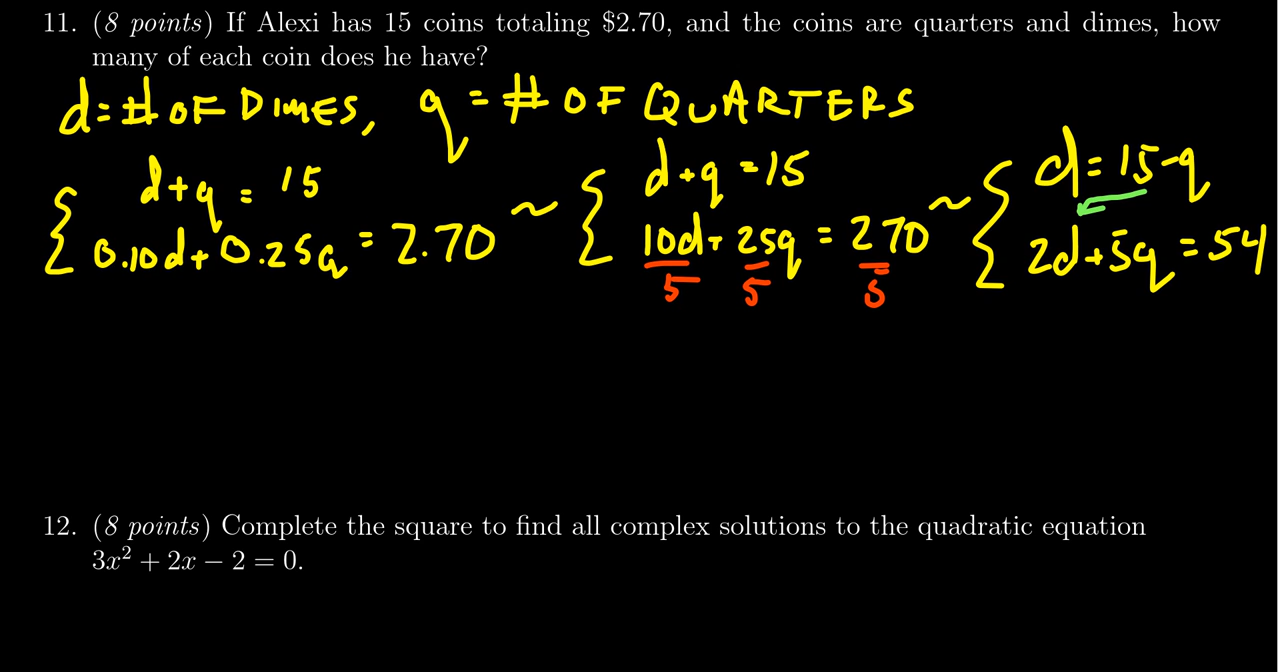 11. (8 points) If Alexi has 15 coins totaling $2.70, and the coins are quarters and dimes, how
many of each coin does he have?
d=# OF DIMES, q = # OF QUARTERS
{ d+q = 15 ~ { d+q = 15 ~ { d = 15-q
0.10d + 0.25q = 2.70 10d + 25q = 270 2d+5q = 54
5 5 5
12. (8 points) Complete the square to find all complex solutions to the quadratic equation
3x² + 2x − 2 = 0.